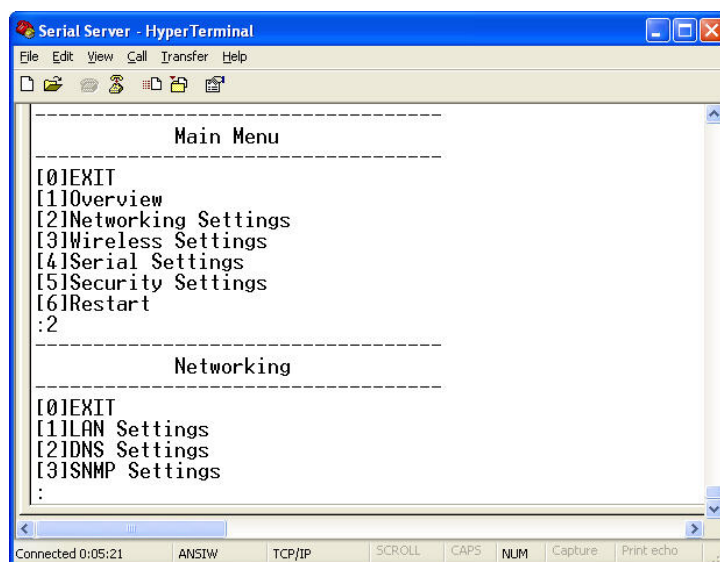 Serial Server - HyperTerminal
File Edit View Call Transfer Help
----------------------------------------
Main Menu
----------------------------------------
[0]EXIT
[1]Overview
[2]Networking Settings
[3]Wireless Settings
[4]Serial Settings
[5]Security Settings
[6]Restart
:2
----------------------------------------
Networking
----------------------------------------
[0]EXIT
[1]LAN Settings
[2]DNS Settings
[3]SNMP Settings
:
Connected 0:05:21 ANSIW TCP/IP SCROLL CAPS NUM Capture Print echo